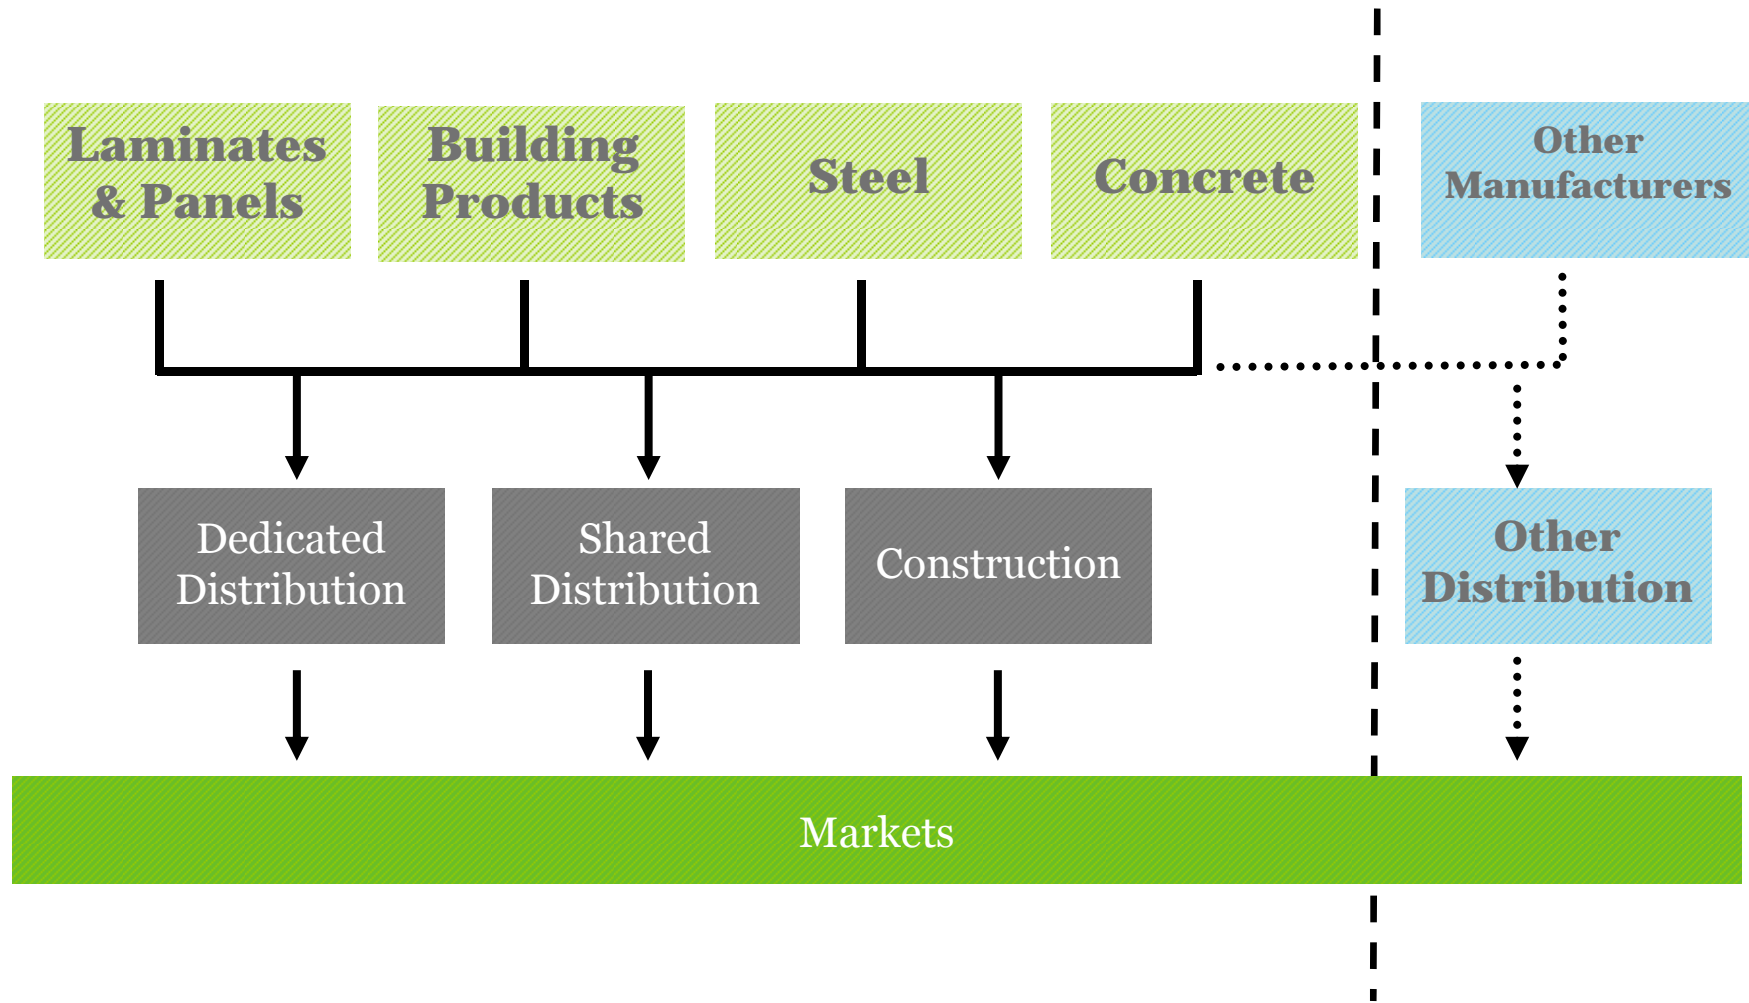 Laminates
& Panels
Building
Products
Steel
Concrete
Other
Manufacturers
Dedicated
Distribution
Shared
Distribution
Construction
Other
Distribution
Markets